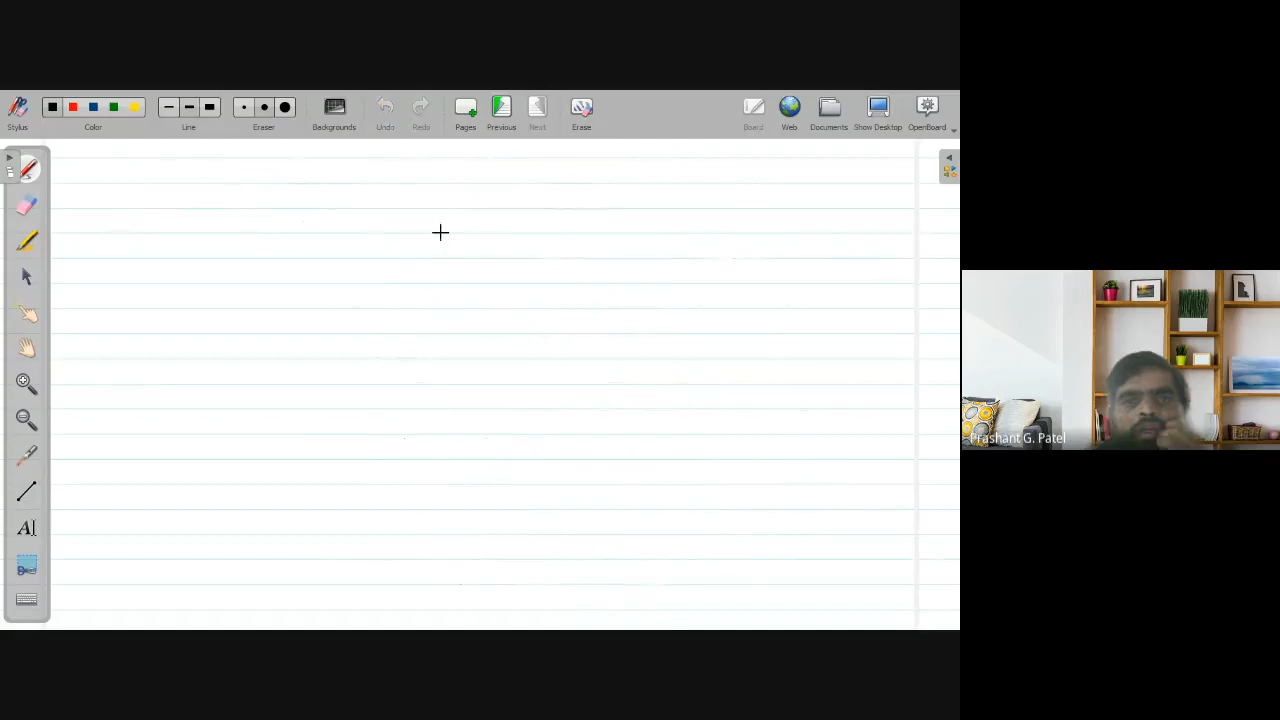 Stylus Color Line Eraser Backgrounds Undo Redo Pages Previous Next Erase Board Web Documents Show Desktop OpenBoard
A
Prashant G. Patel